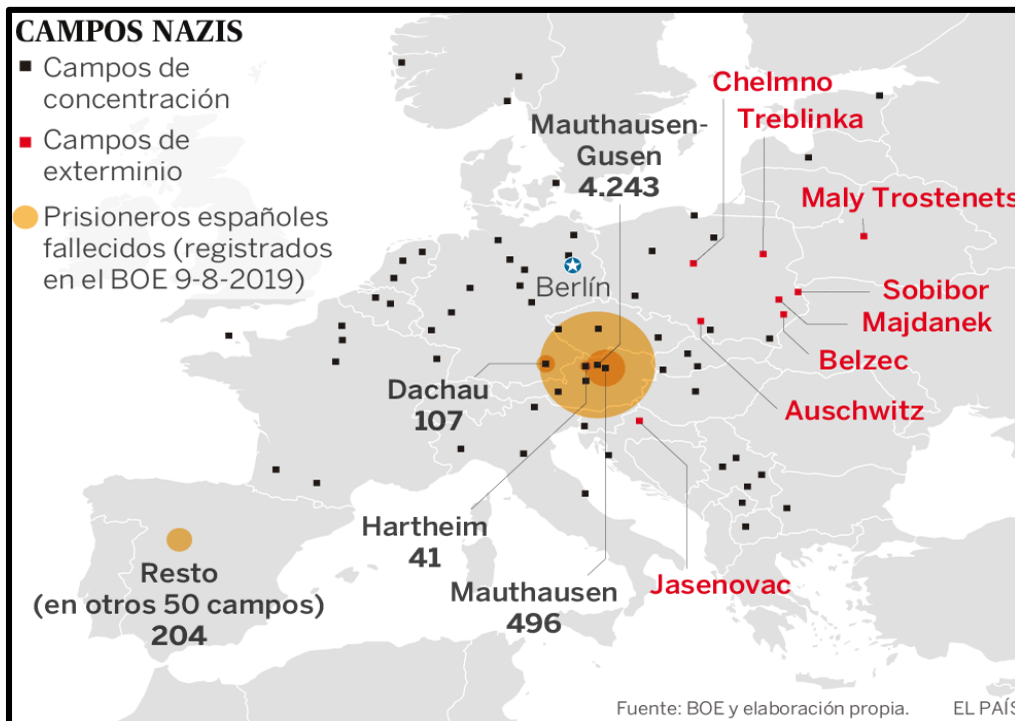 CAMPOS NAZIS
Campos de
concentración
Campos de
exterminio
Prisioneros españoles
fallecidos (registrados
en el BOE 9-8-2019)
Mauthausen-
Gusen
4.243
Chelmno
Treblinka
Maly Trostenets
Berlín
Sobibor
Majdanek
Belzec
Auschwitz
Dachau
107
Hartheim
41
Mauthausen
496
Jasenovac
Resto
(en otros 50 campos)
204
Fuente: BOE y elaboración propia.
EL PAÍS